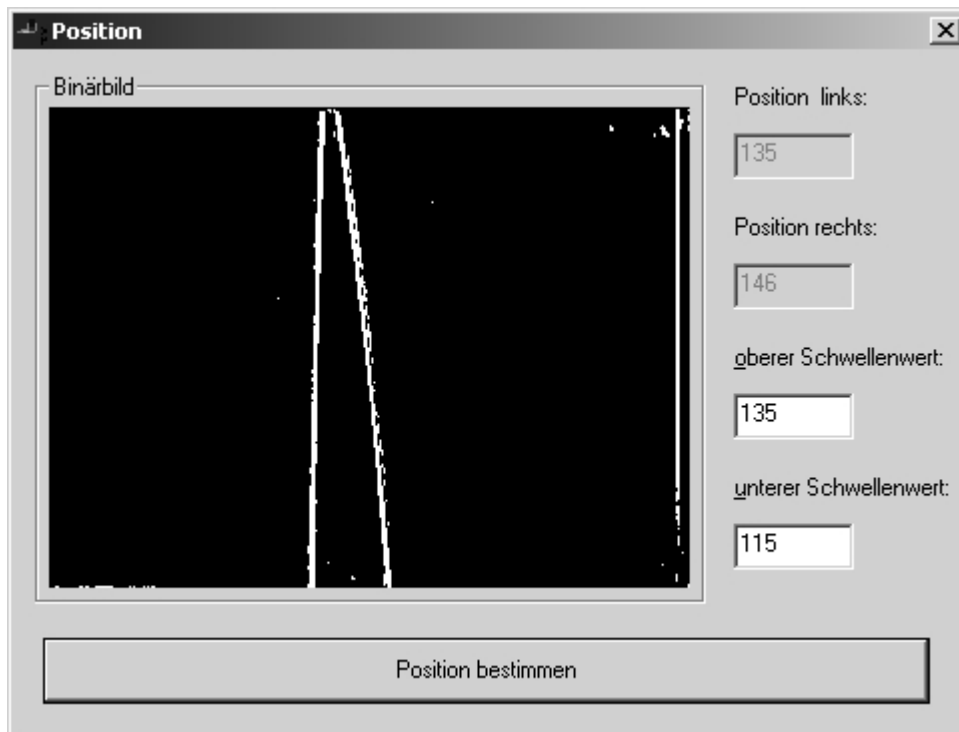 Position
Binärbild
Position links:
135
Position rechts:
146
oberer Schwellenwert:
135
unterer Schwellenwert:
115
Position bestimmen